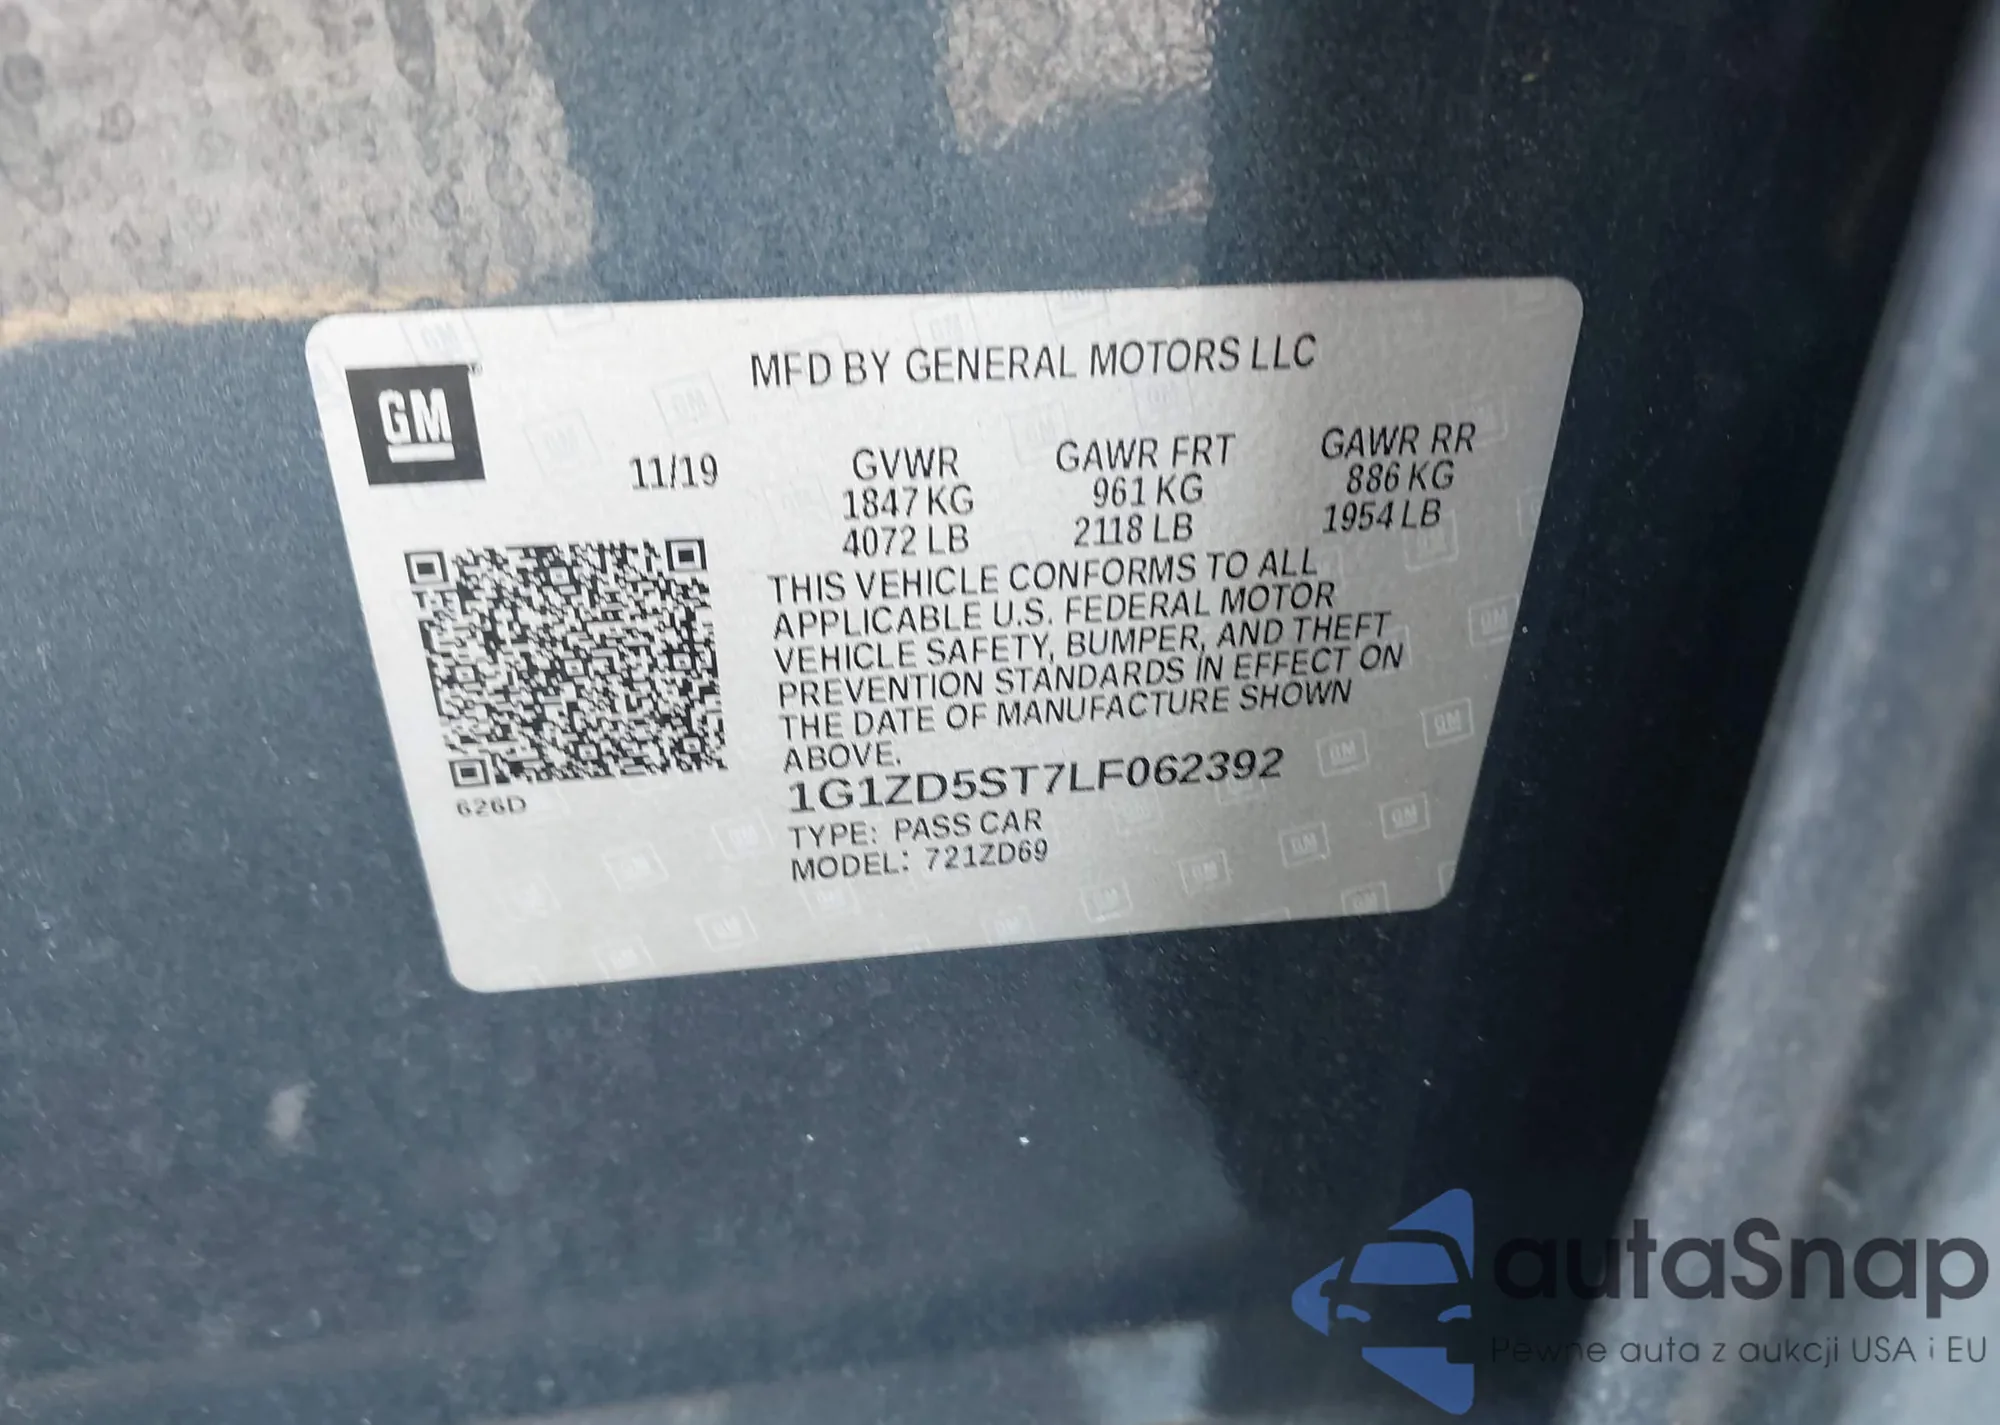 MFD BY GENERAL MOTORS LLC
GM
11/19
GVWR GAWR FRT GAWR RR
1847 KG 961 KG 886 KG
4072 LB 2118 LB 1954 LB
THIS VEHICLE CONFORMS TO ALL
APPLICABLE U.S. FEDERAL MOTOR
VEHICLE SAFETY, BUMPER, AND THEFT
PREVENTION STANDARDS IN EFFECT ON
THE DATE OF MANUFACTURE SHOWN
ABOVE.
1G1ZD5ST7LF062392
626D
TYPE: PASS CAR
MODEL: 721ZD69
autaSnap
Pewne auta z aukcji USA i EU